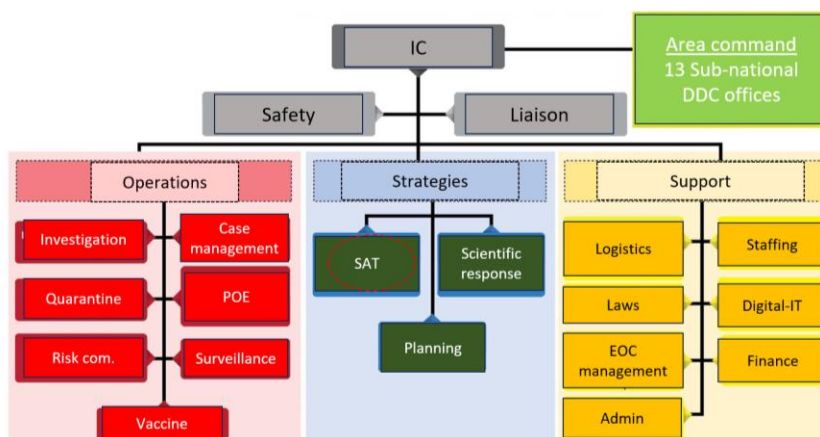 IC
Area command
13 Sub-national
DDC offices
Safety
Liaison
Operations
Strategies
Support
Investigation
Case
management
Quarantine
POE
Risk com.
Surveillance
Vaccine
SAT
Scientific
response
Planning
Logistics
Staffing
Laws
Digital-IT
EOC
management
Finance
Admin